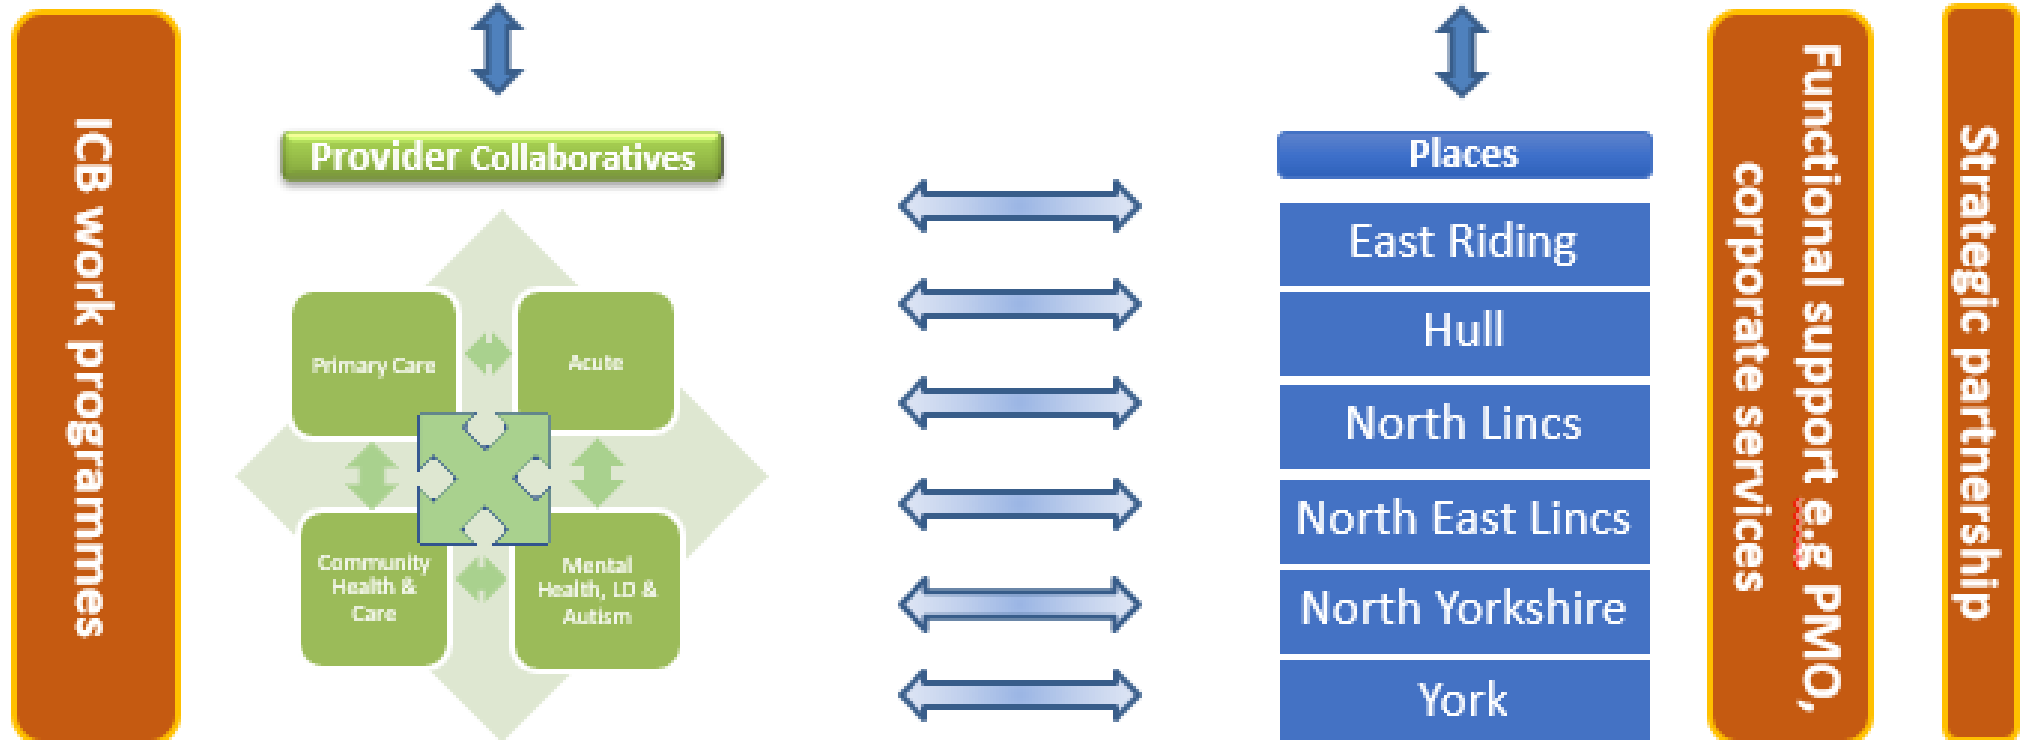 ICB work programmes
Provider Collaboratives
Primary Care
Acute
Community
Health &
Care
Mental
Health, LD &
Autism
Places
East Riding
Hull
North Lincs
North East Lincs
North Yorkshire
York
Functional support e.g PMO,
corporate services
Strategic partnership